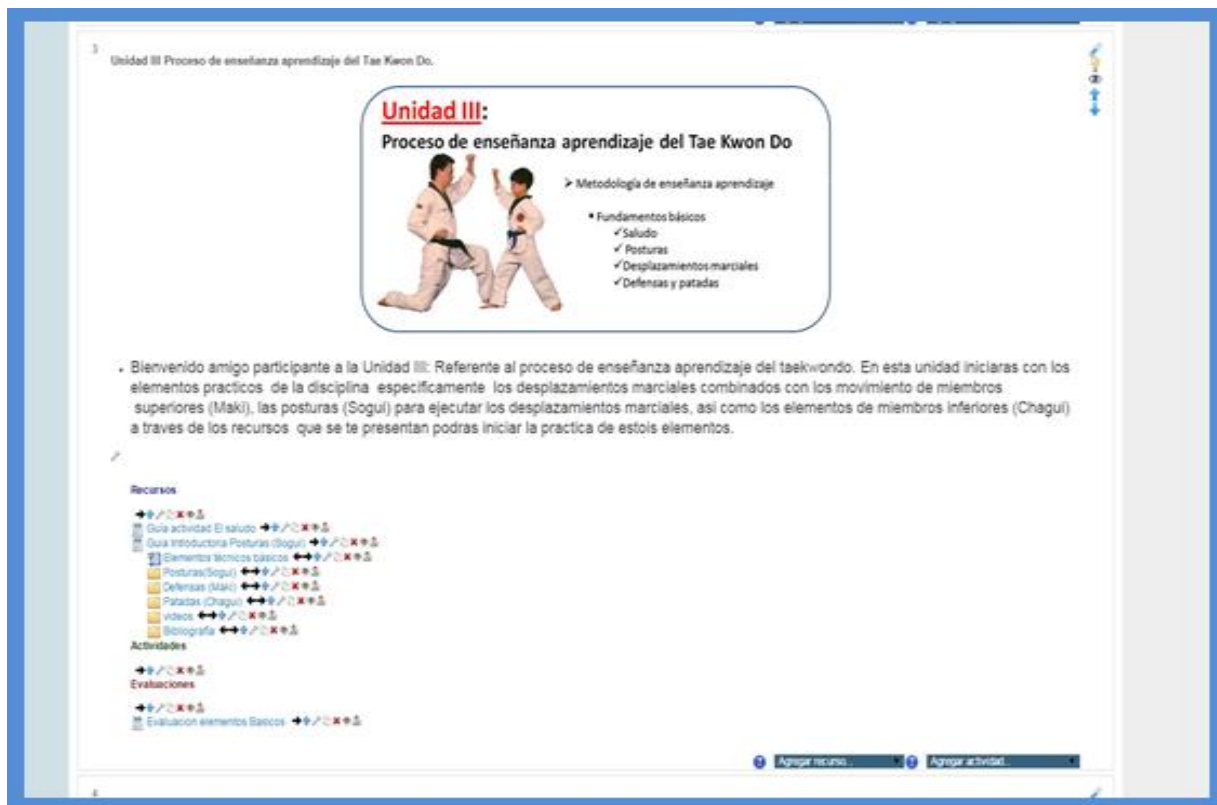 3
Unidad III Proceso de enseñanza aprendizaje del Tae Kwon Do.
Unidad III:
Proceso de enseñanza aprendizaje del Tae Kwon Do
➢ Metodología de enseñanza aprendizaje
▪ Fundamentos básicos
✓Saludo
✓ Posturas
✓Desplazamientos marciales
✓Defensas y patadas
• Bienvenido amigo participante a la Unidad III: Referente al proceso de enseñanza aprendizaje del taekwondo. En esta unidad iniciaras con los
elementos practicos de la disciplina especificamente los desplazamientos marciales combinados con los movimiento de miembros
superiores (Maki), las posturas (Sogui) para ejecutar los desplazamientos marciales, asi como los elementos de miembros inferiores (Chagui)
a traves de los recursos que se te presentan podras iniciar la practica de estois elementos.
Recursos
Guía actividad El saludo
Guia Introductoria Posturas (Sogui)
Elementos técnicos básicos
Posturas(Sogui)
Defensas (Maki)
Patadas (Chagui)
videos
Bibliografia
Actividades
Evaluaciones
Evaluacion elementos Basicos
Agregar recurso...
Agregar actividad...